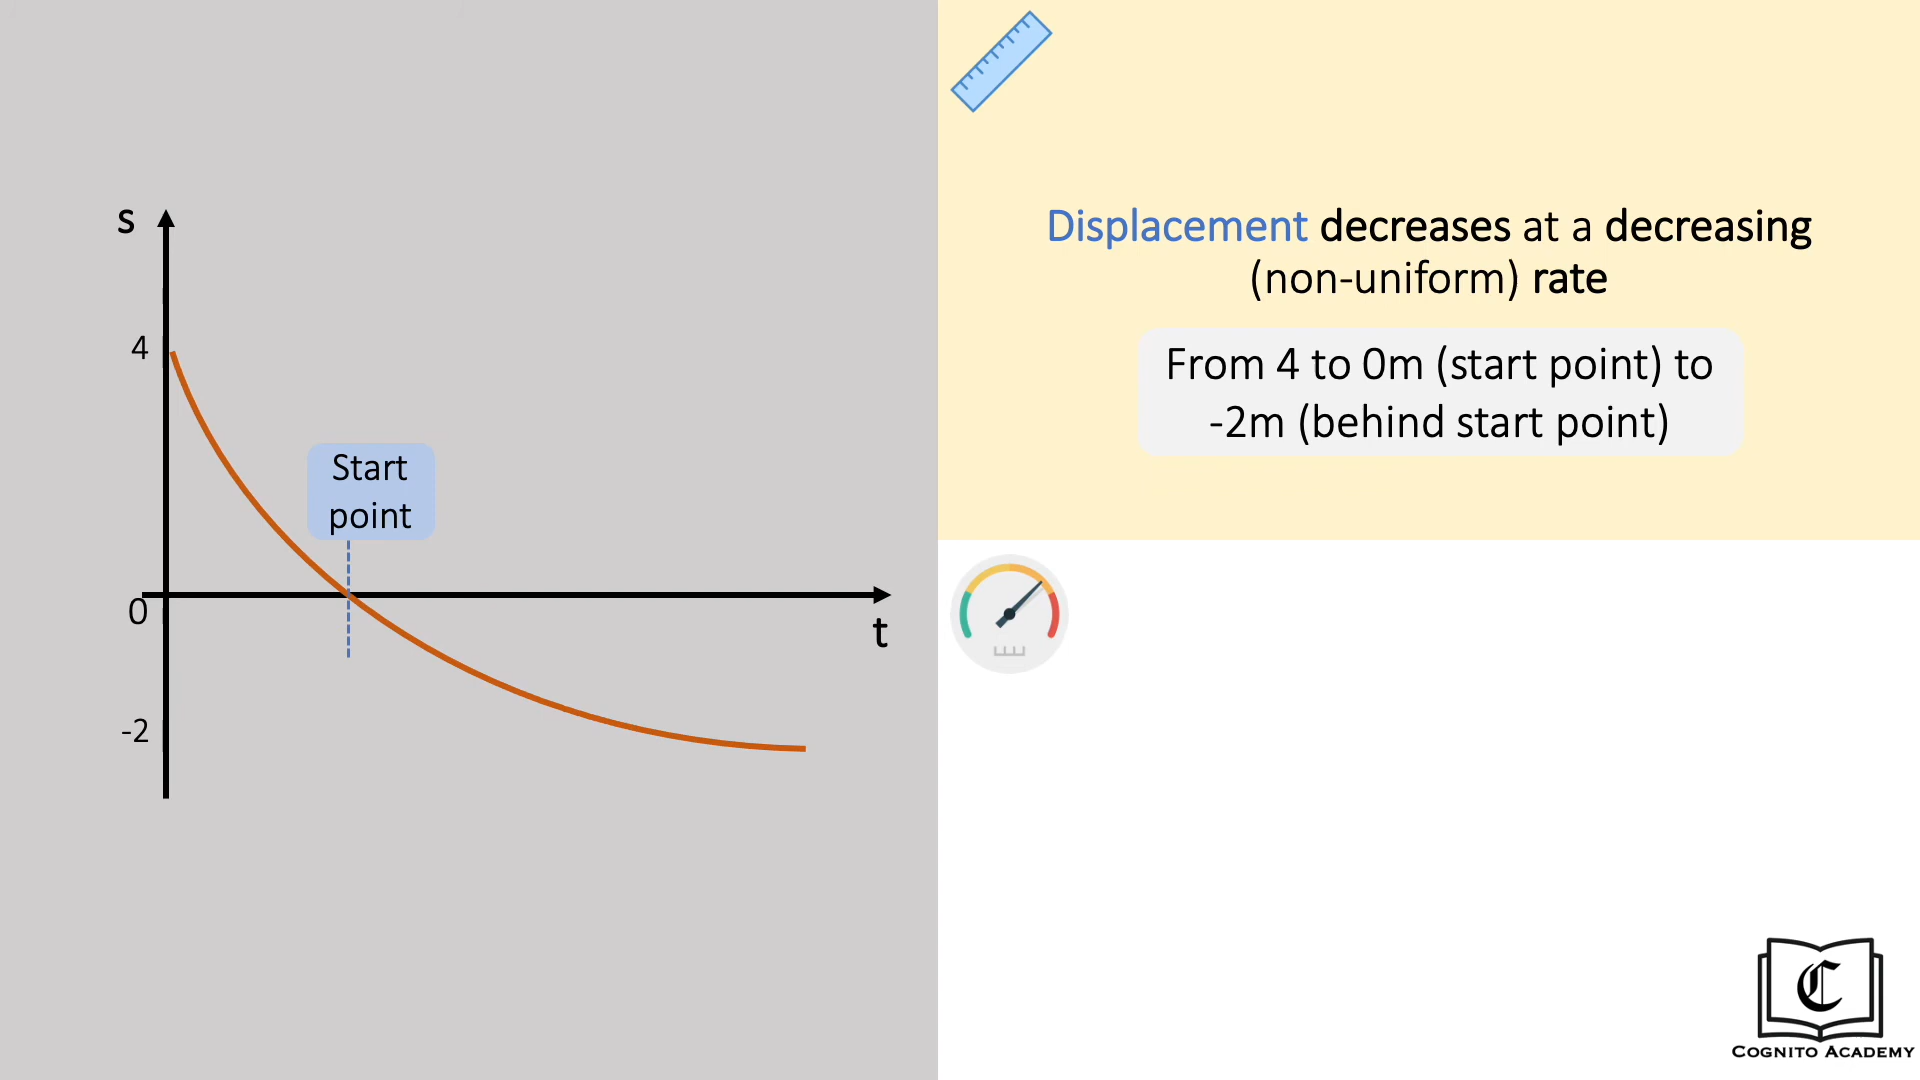 s
4
Start
point
0
t
-2
Displacement decreases at a decreasing
(non-uniform) rate
From 4 to 0m (start point) to
-2m (behind start point)
C
COGNITO ACADEMY